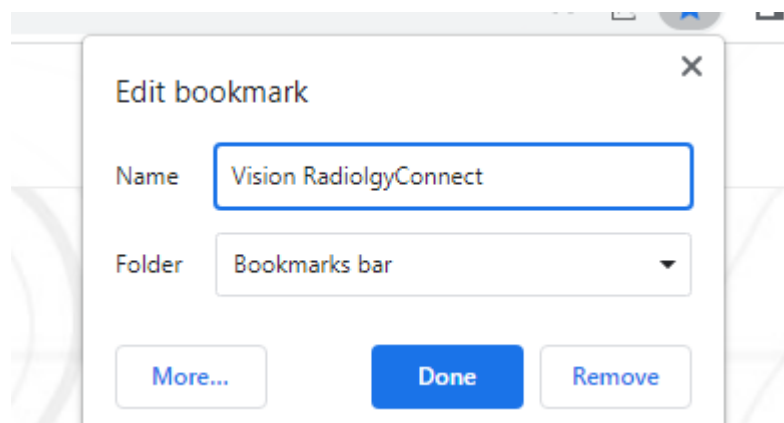 Edit bookmark
Name Vision RadiolgyConnect
Folder Bookmarks bar
More... Done Remove